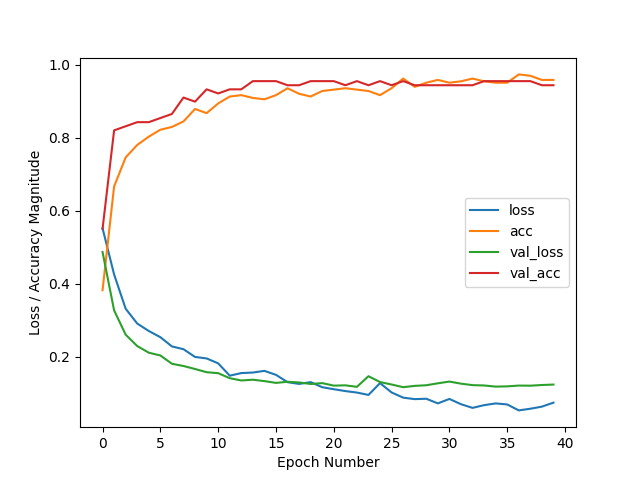 1.0
0.8
0.6
0.4
0.2
Loss / Accuracy Magnitude
loss
acc
val_loss
val_acc
0 5 10 15 20 25 30 35 40
Epoch Number